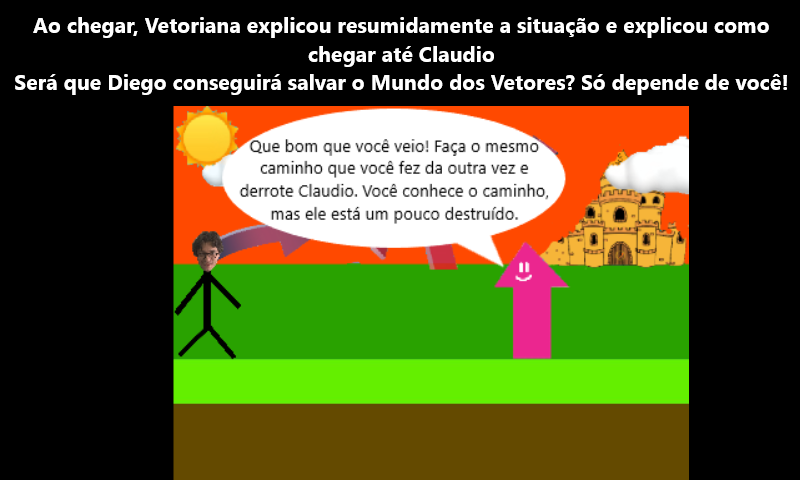 Ao chegar, Vetoriana explicou resumidamente a situação e explicou como
chegar até Claudio
Será que Diego conseguirá salvar o Mundo dos Vetores? Só depende de você!
Que bom que você veio! Faça o mesmo
caminho que você fez da outra vez e
derrote Claudio. Você conhece o caminho,
mas ele está um pouco destruído.